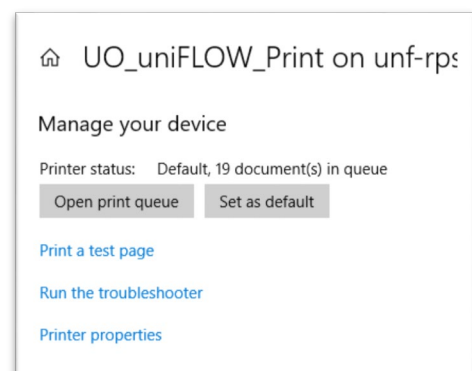 UO_uniFLOW_Print on unf-rps
Manage your device
Printer status: Default, 19 document(s) in queue
Open print queue Set as default
Print a test page
Run the troubleshooter
Printer properties